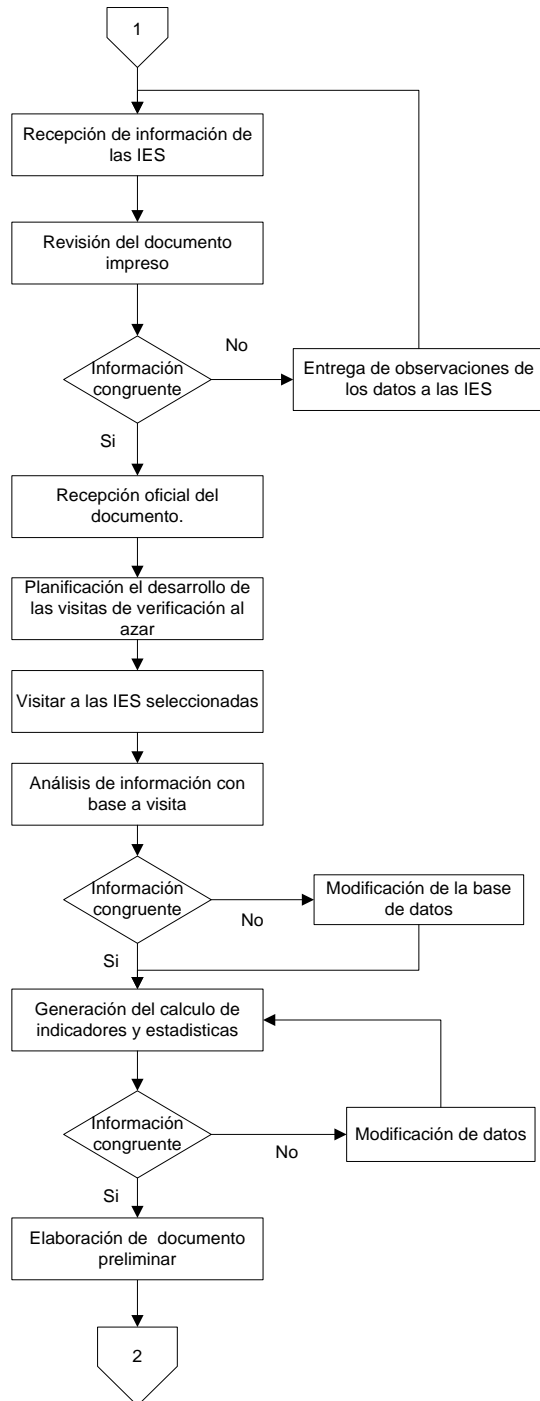 1
Recepción de información de
las IES
Revisión del documento
impreso
Información
congruente
No
Entrega de observaciones de
los datos a las IES
Si
Recepción oficial del
documento.
Planificación el desarrollo de
las visitas de verificación al
azar
Visitar a las IES seleccionadas
Análisis de información con
base a visita
Información
congruente
No
Modificación de la base
de datos
Si
Generación del calculo de
indicadores y estadisticas
Información
congruente
No
Modificación de datos
Si
Elaboración de documento
preliminar
2